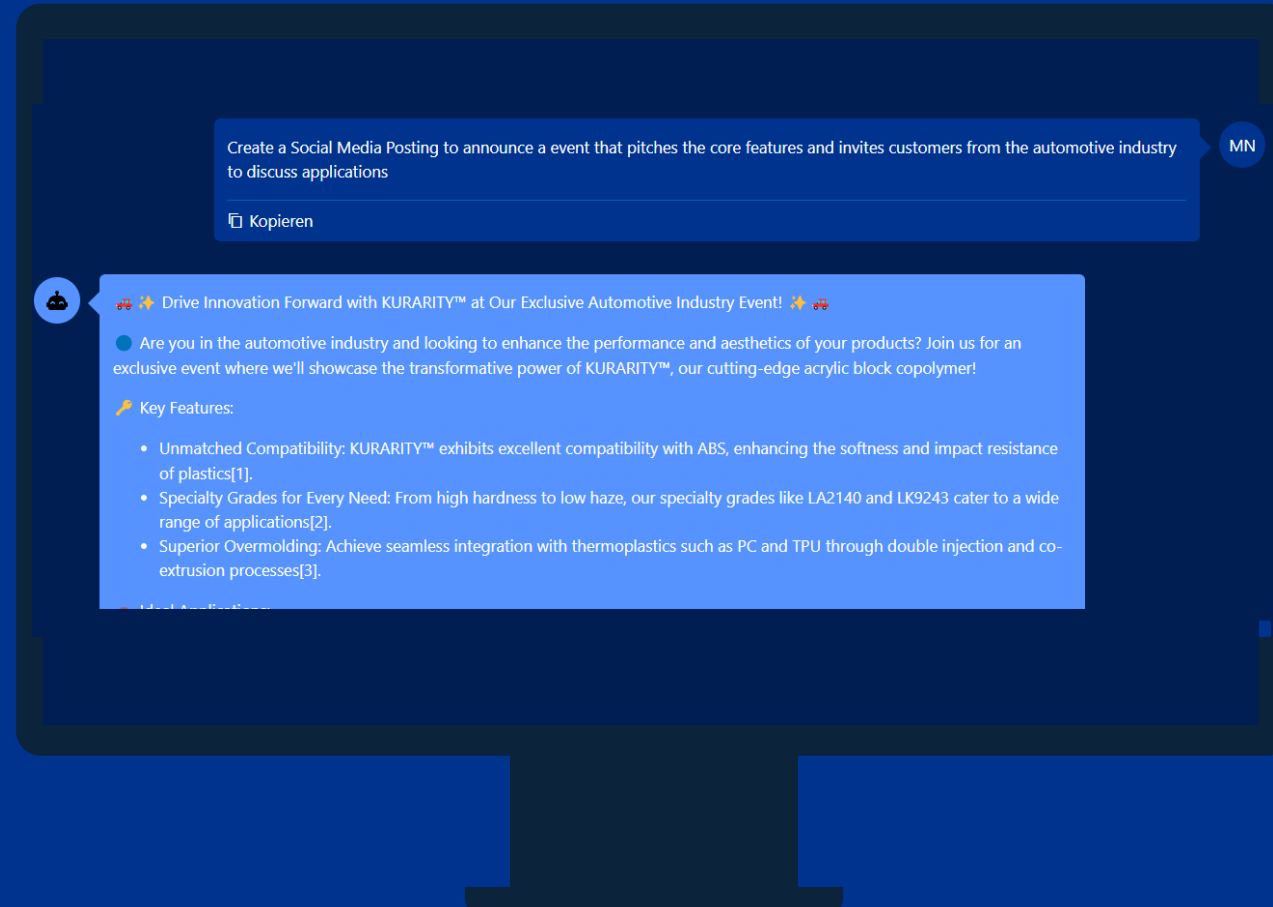 Create a Social Media Posting to announce a event that pitches the core features and invites customers from the automotive industry
to discuss applications
MN
Kopieren
🚗 ✨ Drive Innovation Forward with KURARITY™ at Our Exclusive Automotive Industry Event! ✨ 🚗
🔵 Are you in the automotive industry and looking to enhance the performance and aesthetics of your products? Join us for an
exclusive event where we'll showcase the transformative power of KURARITY™, our cutting-edge acrylic block copolymer!
🔑 Key Features:
• Unmatched Compatibility: KURARITY™ exhibits excellent compatibility with ABS, enhancing the softness and impact resistance
of plastics[1].
• Specialty Grades for Every Need: From high hardness to low haze, our specialty grades like LA2140 and LK9243 cater to a wide
range of applications[2].
• Superior Overmolding: Achieve seamless integration with thermoplastics such as PC and TPU through double injection and co-
extrusion processes[3].
Ideal Applications: